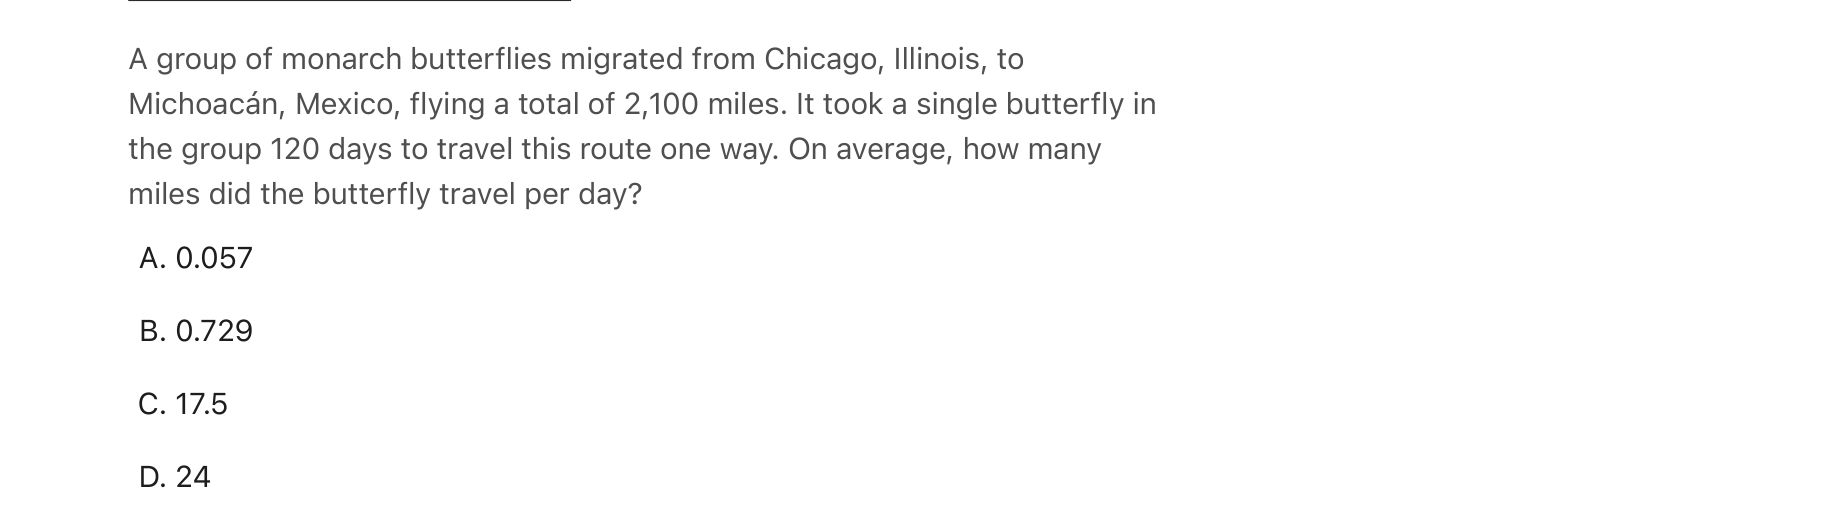 A group of monarch butterflies migrated from Chicago, Illinois, to
Michoacán, Mexico, flying a total of 2,100 miles. It took a single butterfly in
the group 120 days to travel this route one way. On average, how many
miles did the butterfly travel per day?
A. 0.057
B. 0.729
C. 17.5
D. 24